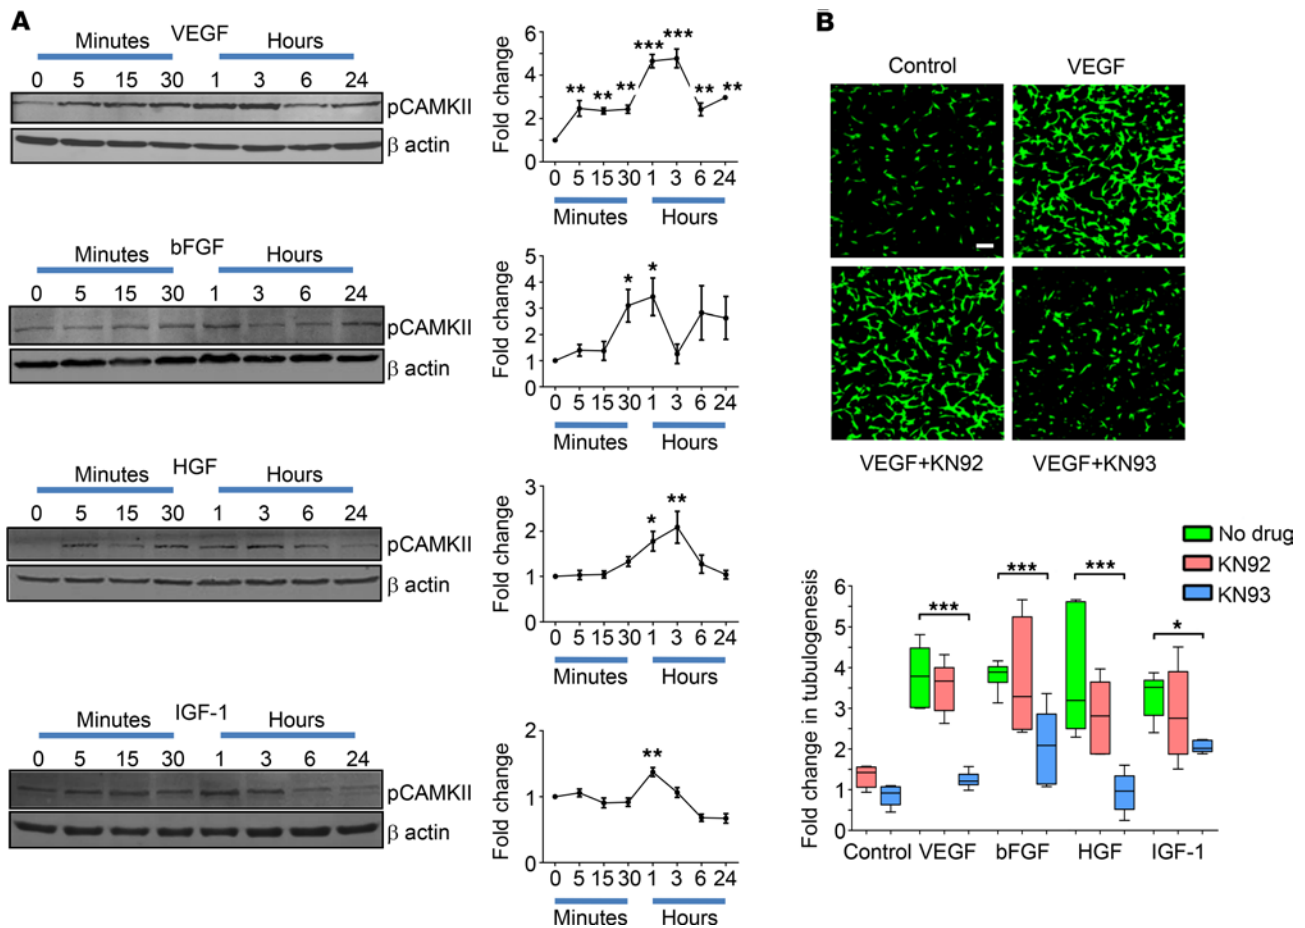 A
VEGF
Minutes Hours
0 5 15 30 1 3 6 24
pCAMKII
β actin
Fold change
6
4
2
0
** ** ** *** *** ** **
0 5 15 30 1 3 6 24
Minutes Hours
bFGF
Minutes Hours
0 5 15 30 1 3 6 24
pCAMKII
β actin
Fold change
5
4
3
2
1
0
* *
0 5 15 30 1 3 6 24
Minutes Hours
HGF
Minutes Hours
0 5 15 30 1 3 6 24
pCAMKII
β actin
Fold change
3
2
1
0
* **
0 5 15 30 1 3 6 24
Minutes Hours
IGF-1
Minutes Hours
0 5 15 30 1 3 6 24
pCAMKII
β actin
Fold change
2
1
0
**
0 5 15 30 1 3 6 24
Minutes Hours
B
Control VEGF
VEGF+KN92 VEGF+KN93
No drug
KN92
KN93
Fold change in tubulogenesis
6
5
4
3
2
1
0
*** *** *** *
Control VEGF bFGF HGF IGF-1